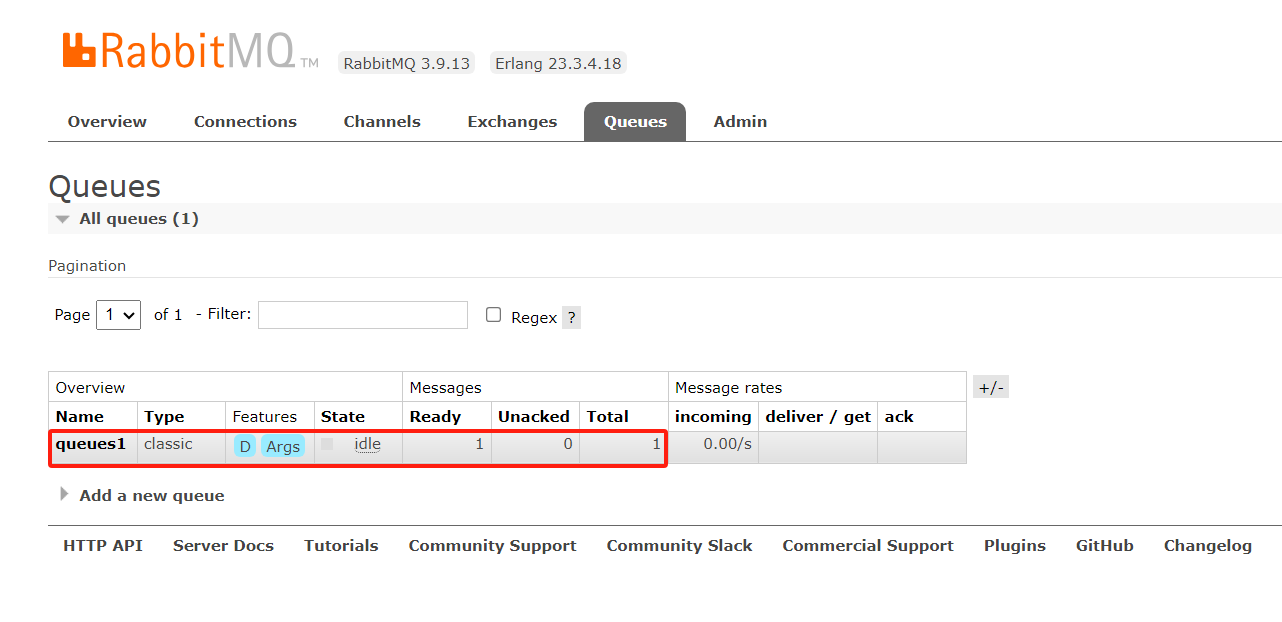 RabbitMQ TM RabbitMQ 3.9.13 Erlang 23.3.4.18
Overview Connections Channels Exchanges Queues Admin
Queues
All queues (1)
Pagination
Page 1 of 1 - Filter: Regex ?
Overview Messages Message rates +/-
Name Type Features State Ready Unacked Total incoming deliver / get ack
queues1 classic D Args idle 1 0 1 0.00/s
Add a new queue
HTTP API Server Docs Tutorials Community Support Community Slack Commercial Support Plugins GitHub Changelog